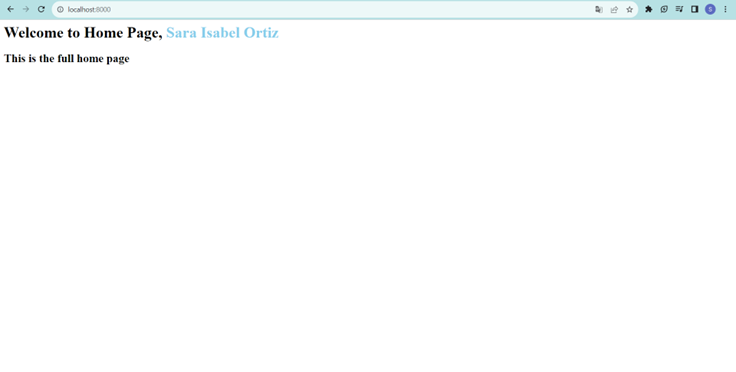 localhost:8000
Welcome to Home Page, Sara Isabel Ortiz
This is the full home page